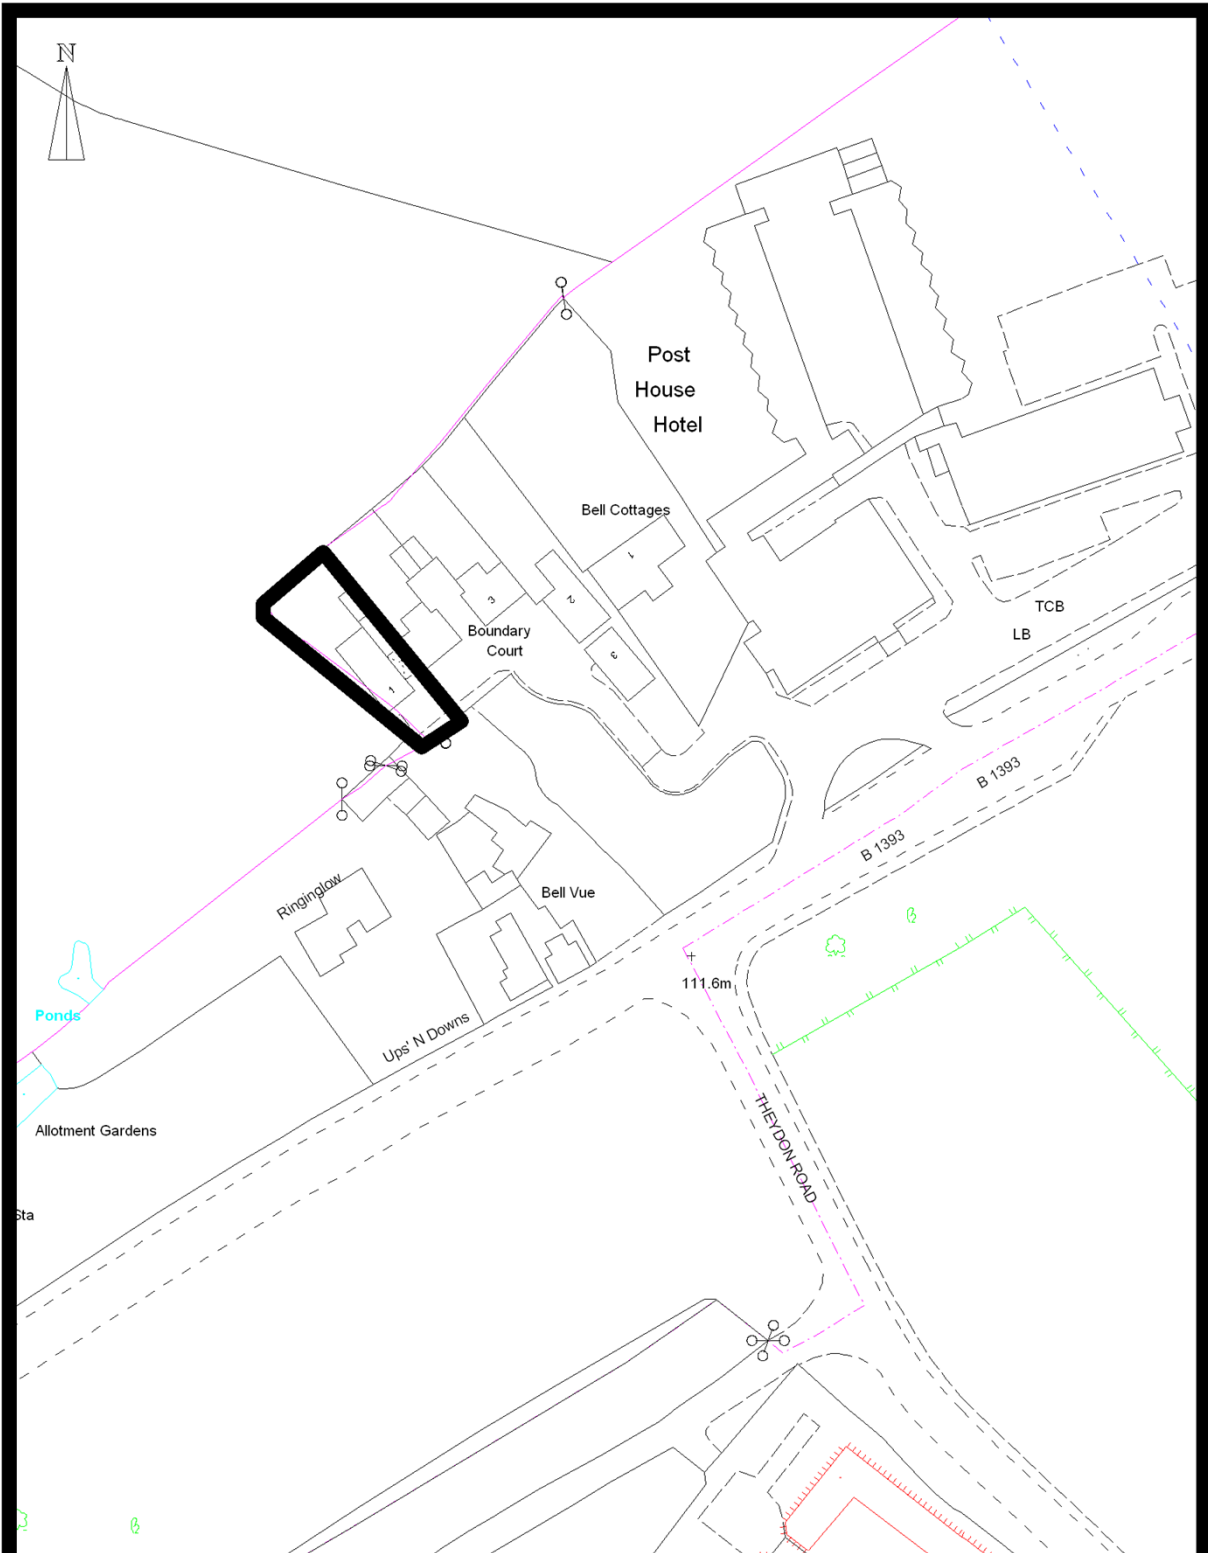 N
Post
House
Hotel
Bell Cottages
1
3
2
3
1
Boundary
Court
TCB
LB
B 1393
B 1393
Ringinglow
Bell Vue
111.6m
Ponds
Ups' N Downs
THEYDON ROAD
Allotment Gardens
Sta